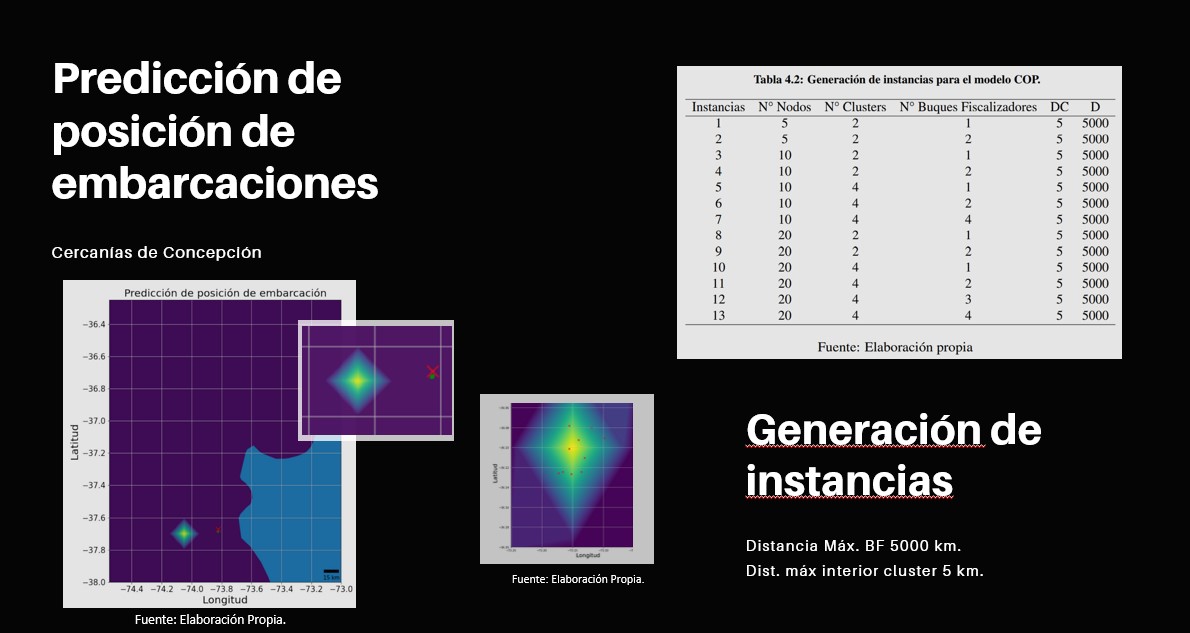 Predicción de
posición de
embarcaciones
Cercanías de Concepción
Predicción de posición de embarcación
−36.4
−36.6
−36.8
−37.0
−37.2
−37.4
−37.6
−37.8
−38.0
Latitud
−74.4 −74.2 −74.0 −73.8 −73.6 −73.4 −73.2 −73.0
Longitud
15 km
Fuente: Elaboración Propia.
Latitud
Longitud
Fuente: Elaboración Propia.
Tabla 4.2: Generación de instancias para el modelo COP.
Instancias N° Nodos N° Clusters N° Buques Fiscalizadores DC D
1 5 2 1 5 5000
2 5 2 2 5 5000
3 10 2 1 5 5000
4 10 2 2 5 5000
5 10 4 1 5 5000
6 10 4 2 5 5000
7 10 4 4 5 5000
8 20 2 1 5 5000
9 20 2 2 5 5000
10 20 4 1 5 5000
11 20 4 2 5 5000
12 20 4 3 5 5000
13 20 4 4 5 5000
Fuente: Elaboración propia
Generación de
instancias
Distancia Máx. BF 5000 km.
Dist. máx interior cluster 5 km.